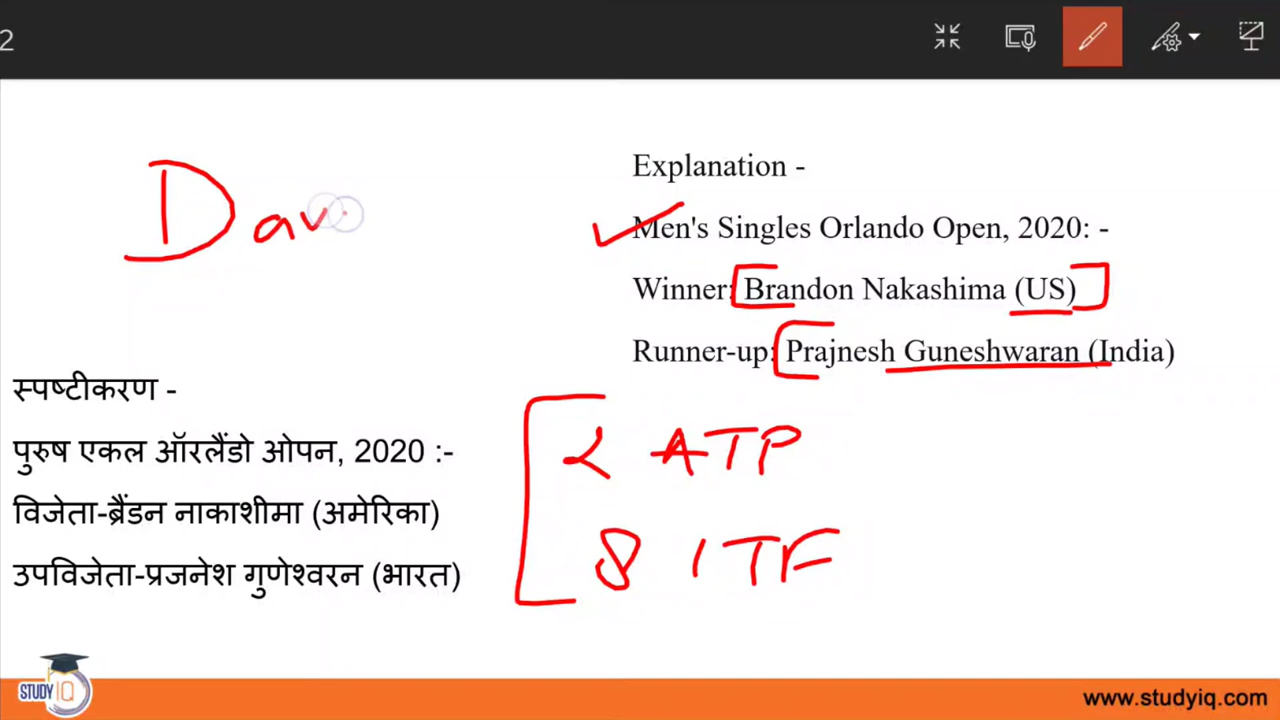 2
Dav
Explanation -
Men's Singles Orlando Open, 2020: -
Winner: Brandon Nakashima (US)
Runner-up: Prajnesh Guneshwaran (India)
स्पष्टीकरण -
पुरुष एकल ऑरलैंडो ओपन, 2020 :-
विजेता-ब्रैंडन नाकाशीमा (अमेरिका)
उपविजेता-प्रजनेश गुणेश्वरन (भारत)
2 ATP
8 ITF
STUDY IQ
www.studyiq.com